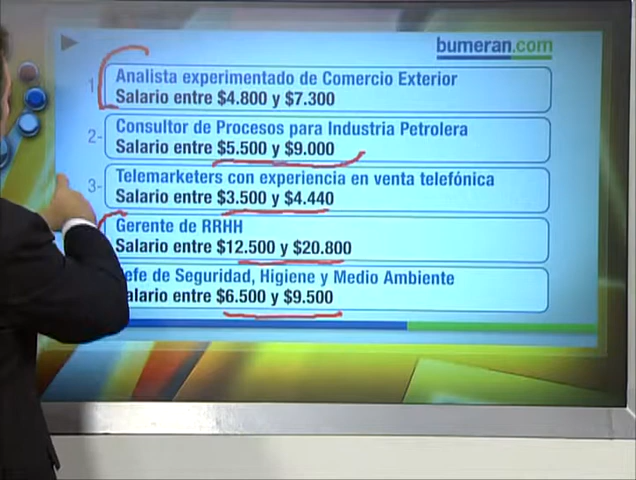 bumeran.com
1
Analista experimentado de Comercio Exterior
Salario entre $4.800 y $7.300
2-
Consultor de Procesos para Industria Petrolera
Salario entre $5.500 y $9.000
3-
Telemarketers con experiencia en venta telefónica
Salario entre $3.500 y $4.440
Gerente de RRHH
Salario entre $12.500 y $20.800
efe de Seguridad, Higiene y Medio Ambiente
alario entre $6.500 y $9.500